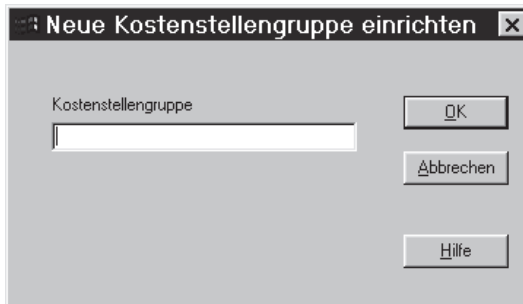 Neue Kostenstellengruppe einrichten
Kostenstellengruppe
OK
Abbrechen
Hilfe